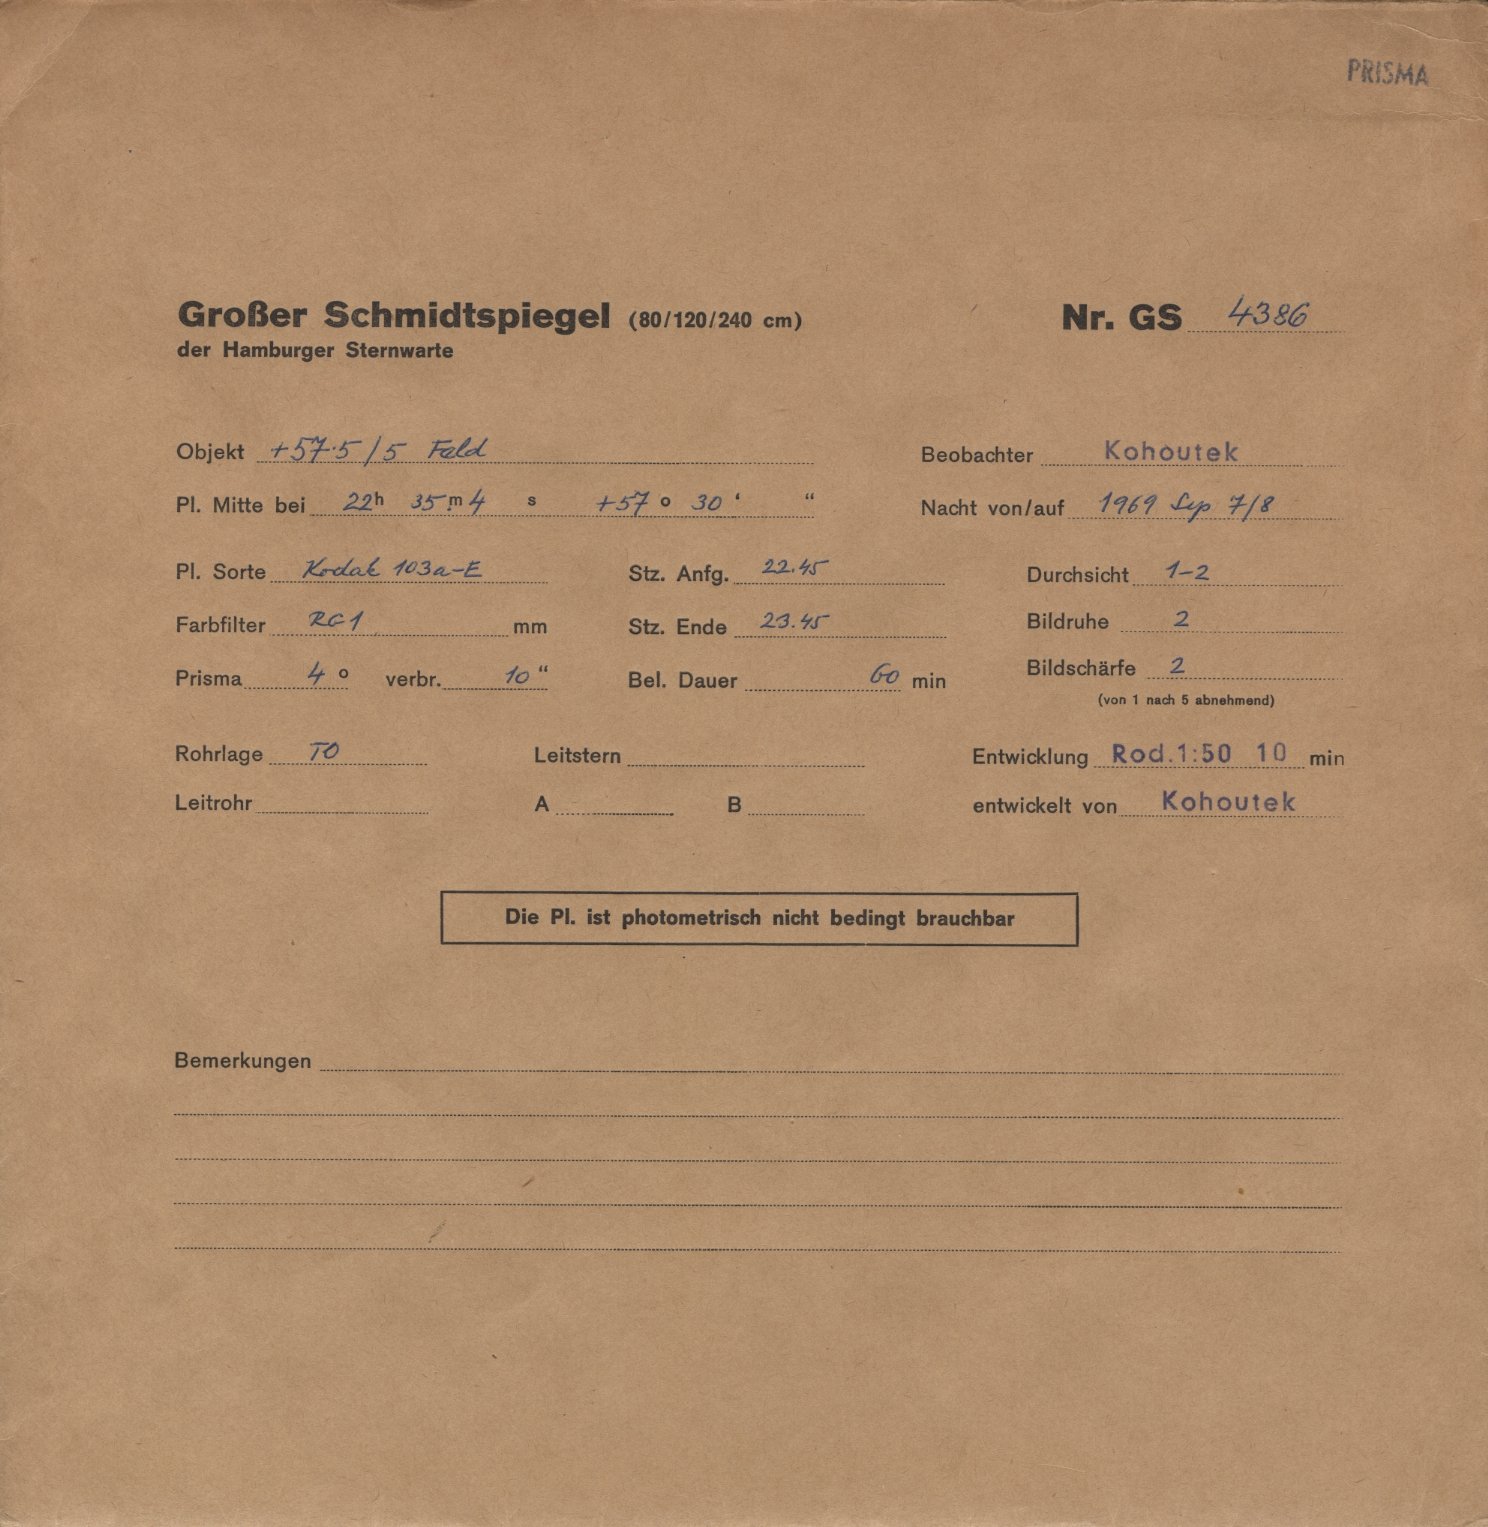 PRISMA
Großer Schmidtspiegel (80/120/240 cm) Nr. GS 4386
der Hamburger Sternwarte
Objekt +57.5/5 Feld Beobachter Kohoutek
Pl. Mitte bei 22h 35m4 s +57° 30' " Nacht von/auf 1969 Sep 7/8
Pl. Sorte Kodak 103a-E Stz. Anfg. 22.45 Durchsicht 1-2
Farbfilter RG1 mm Stz. Ende 23.45 Bildruhe 2
Prisma 4° verbr. 10" Bel. Dauer 60 min Bildschärfe 2
(von 1 nach 5 abnehmend)
Rohrlage TO Leitstern Entwicklung Rod.1:50 10 min
Leitrohr A B entwickelt von Kohoutek
Die Pl. ist photometrisch nicht bedingt brauchbar
Bemerkungen